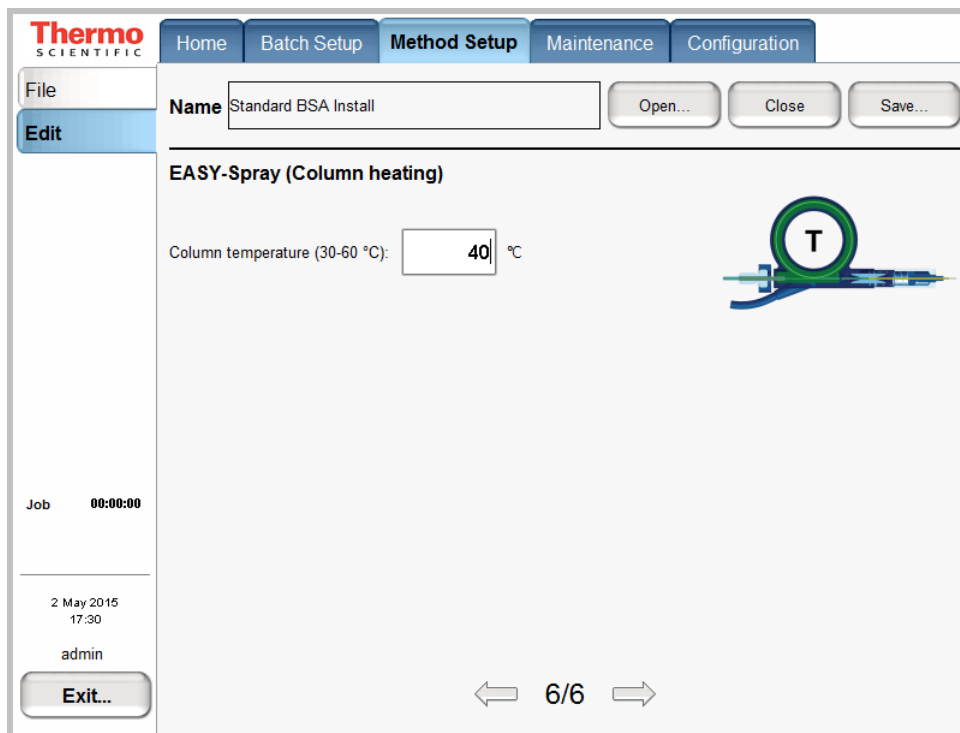 Thermo
SCIENTIFIC
Home
Batch Setup
Method Setup
Maintenance
Configuration
File
Edit
Name Standard BSA Install
Open...
Close
Save...
EASY-Spray (Column heating)
Column temperature (30-60 °C): 40 °C
T
Job 00:00:00
2 May 2015
17:30
admin
Exit...
6/6